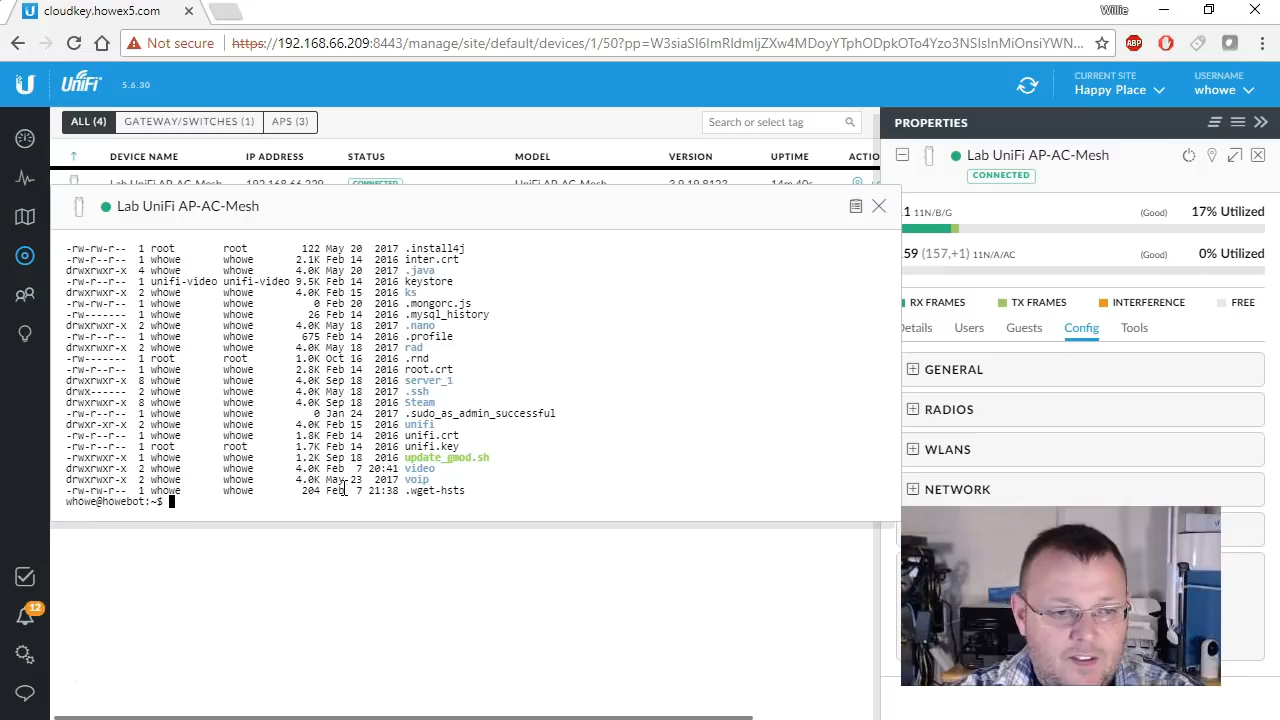 cloudkey.howex5.com
Willie
Not secure
https://192.168.66.209:8443/manage/site/default/devices/1/50?pp=W3siaSI6ImRldmljZXw4MDoyYTphODpkOTo4Yzo3NSIsInMiOnsiYWN...
ABP
UniFi
5.6.30
CURRENT SITE
Happy Place
USERNAME
whowe
ALL (4)
GATEWAY/SWITCHES (1)
APS (3)
Search or select tag
PROPERTIES
DEVICE NAME
IP ADDRESS
STATUS
MODEL
VERSION
UPTIME
ACTIO
Lab UniFi AP-AC-Mesh
CONNECTED
Lab UniFi AP-AC-Mesh
1 11N/B/G
(Good)
17% Utilized
59 (157,+1) 11N/A/AC
(Good)
0% Utilized
RX FRAMES
TX FRAMES
INTERFERENCE
FREE
etails
Users
Guests
Config
Tools
GENERAL
RADIOS
WLANS
NETWORK
-rw-rw-r-- 1 root root 122 May 20 2017 .install4j
-rw-r--r-- 1 whowe whowe 2.1K Feb 14 2016 inter.crt
drwxrwxr-x 4 whowe whowe 4.0K May 20 2017 .java
-rw-r--r-- 1 unifi-video unifi-video 9.5K Feb 14 2016 keystore
drwxrwxr-x 2 whowe whowe 4.0K Feb 15 2016 ks
-rw-rw-r-- 1 whowe whowe 0 Feb 20 2016 .mongorc.js
-rw------- 1 whowe whowe 26 Feb 14 2016 .mysql_history
drwxrwxr-x 2 whowe whowe 4.0K May 18 2017 .nano
-rw-r--r-- 1 whowe whowe 675 Feb 14 2016 .profile
drwxrwxr-x 2 whowe whowe 4.0K May 18 2017 rad
-rw------- 1 root root 1.0K Oct 16 2016 .rnd
-rw-r--r-- 1 whowe whowe 2.8K Feb 14 2016 root.crt
drwxrwxr-x 8 whowe whowe 4.0K Sep 18 2016 server_1
drwx------ 2 whowe whowe 4.0K May 18 2017 .ssh
drwxrwxr-x 8 whowe whowe 4.0K Sep 18 2016 Steam
-rw-r--r-- 1 whowe whowe 0 Jan 24 2017 .sudo_as_admin_successful
drwxrwxr-x 2 whowe whowe 4.0K Feb 15 2016 unifi
-rw-r--r-- 1 whowe whowe 1.8K Feb 14 2016 unifi.crt
-rw-r--r-- 1 root root 1.7K Feb 14 2016 unifi.key
-rwxrwxr-x 1 whowe whowe 1.2K Sep 18 2016 update_gmod.sh
drwxrwxr-x 2 whowe whowe 4.0K Feb 7 20:41 video
drwxrwxr-x 2 whowe whowe 4.0K May 23 2017 voip
-rw-rw-r-- 1 whowe whowe 204 Feb 7 21:38 .wget-hsts
whowe@howebot:~$
12